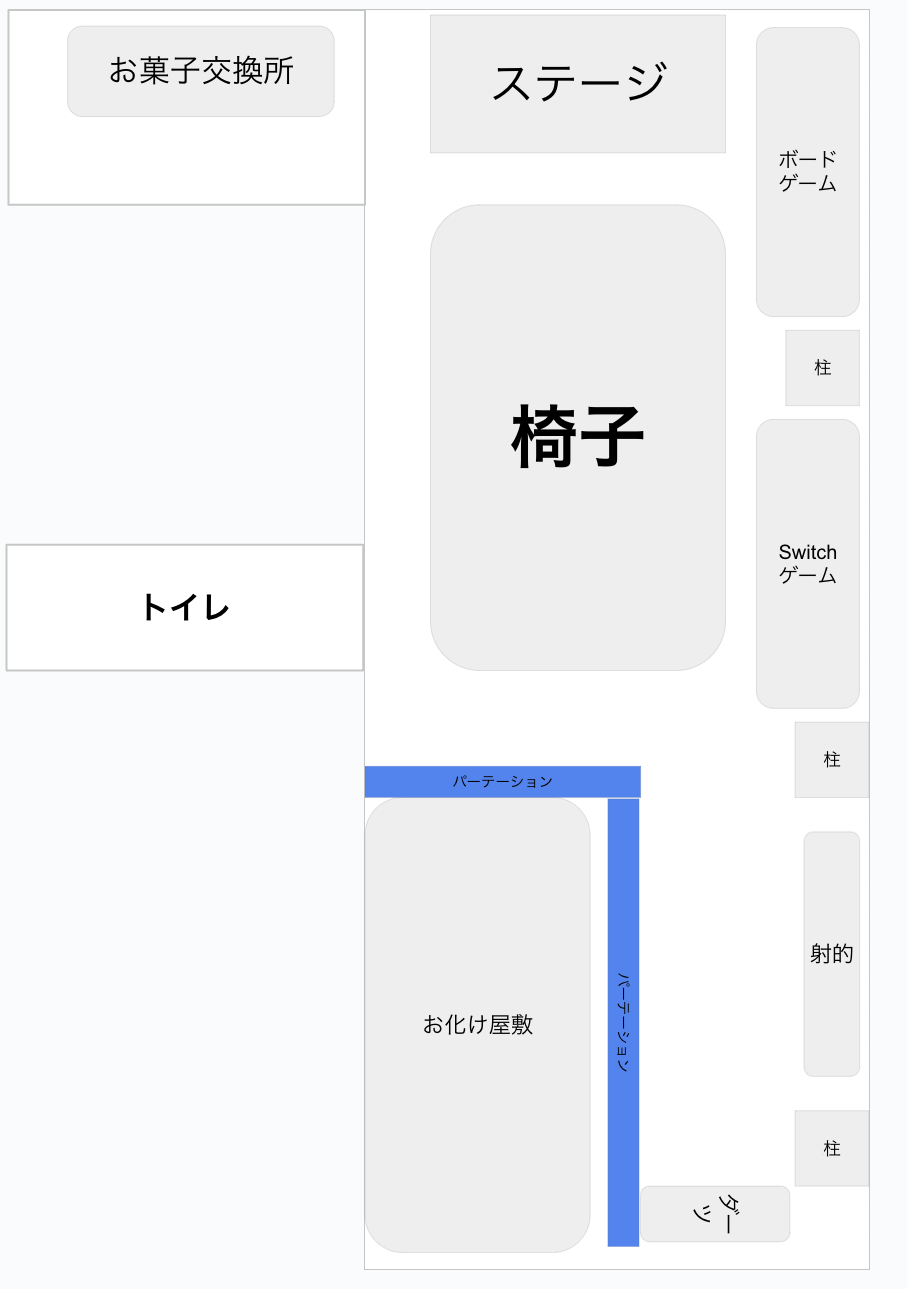 お菓子交換所
ステージ
ボード
ゲーム
柱
椅子
Switch
ゲーム
トイレ
柱
パーテーション
射的
お化け屋敷
パーテーション
柱
ダー
ツ